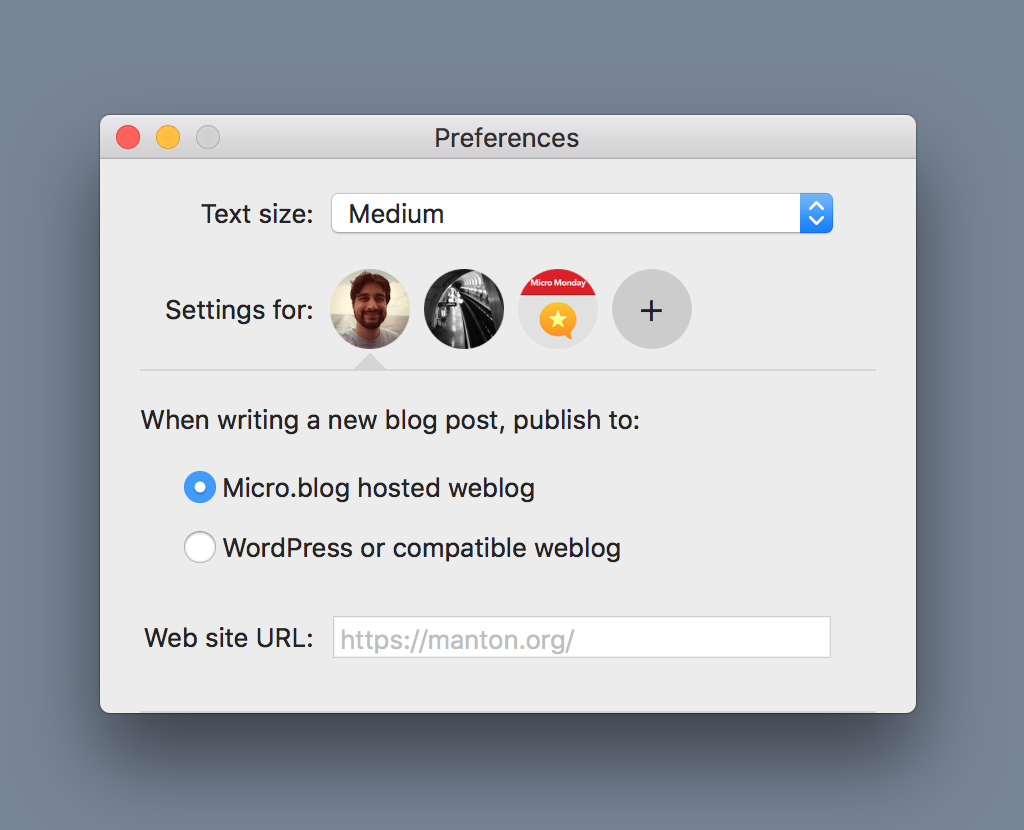 Preferences
Text size: Medium
Settings for: Micro Monday +
When writing a new blog post, publish to:
Micro.blog hosted weblog
WordPress or compatible weblog
Web site URL: https://manton.org/